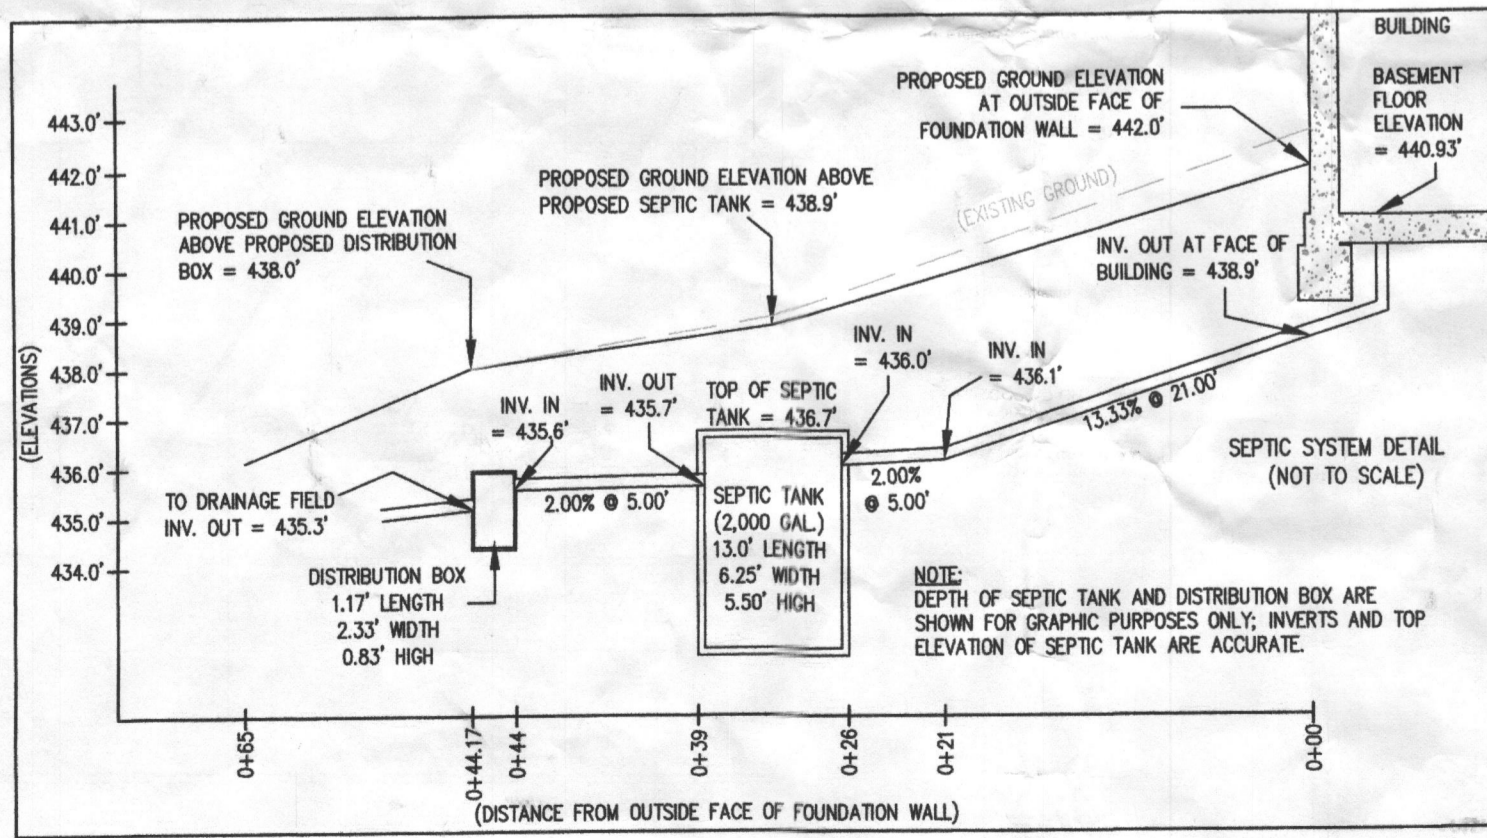 BUILDING
PROPOSED GROUND ELEVATION
AT OUTSIDE FACE OF
FOUNDATION WALL = 442.0'
BASEMENT
FLOOR
ELEVATION
= 440.93'
443.0'
442.0'
441.0'
440.0'
439.0'
438.0'
437.0'
436.0'
435.0'
434.0'
(ELEVATIONS)
PROPOSED GROUND ELEVATION ABOVE
PROPOSED SEPTIC TANK = 438.9'
(EXISTING GROUND)
PROPOSED GROUND ELEVATION
ABOVE PROPOSED DISTRIBUTION
BOX = 438.0'
INV. OUT AT FACE OF
BUILDING = 438.9'
INV. IN
= 436.0'
INV. IN
= 436.1'
INV. OUT
= 435.7'
TOP OF SEPTIC
TANK = 436.7'
INV. IN
= 435.6'
13.33% @ 21.00'
SEPTIC SYSTEM DETAIL
(NOT TO SCALE)
2.00%
@ 5.00'
2.00% @ 5.00'
TO DRAINAGE FIELD
INV. OUT = 435.3'
SEPTIC TANK
(2,000 GAL.)
13.0' LENGTH
6.25' WIDTH
5.50' HIGH
DISTRIBUTION BOX
1.17' LENGTH
2.33' WIDTH
0.83' HIGH
NOTE:
DEPTH OF SEPTIC TANK AND DISTRIBUTION BOX ARE
SHOWN FOR GRAPHIC PURPOSES ONLY; INVERTS AND TOP
ELEVATION OF SEPTIC TANK ARE ACCURATE.
0+65
0+44.17
0+44
0+39
0+26
0+21
0+00
(DISTANCE FROM OUTSIDE FACE OF FOUNDATION WALL)